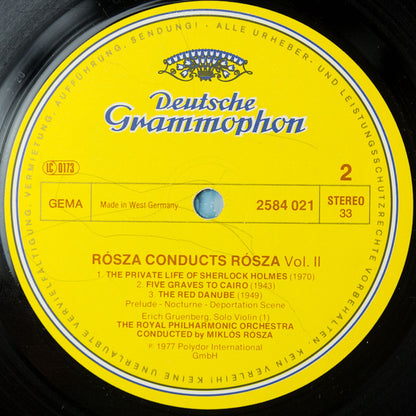 ALLE URHEBER- UND LEISTUNGSSCHUTZRECHTE VORBEHALTEN. KEIN VERLEIH! KEINE UNERLAUBTE VERVIELFÄLTIGUNG, VERMIETUNG, AUFFÜHRUNG, SENDUNG! -
Deutsche
Grammophon
LC 0173
2
GEMA
Made in West Germany
2584 021
STEREO
33
RÓSZA CONDUCTS RÓSZA Vol. II
1. THE PRIVATE LIFE OF SHERLOCK HOLMES (1970)
2. FIVE GRAVES TO CAIRO (1943)
3. THE RED DANUBE (1949)
Prelude - Nocturne - Deportation Scene
Erich Gruenberg, Solo Violin (1)
THE ROYAL PHILHARMONIC ORCHESTRA
CONDUCTED BY MIKLÓS RÓSZA
℗ 1977 Polydor International
GmbH